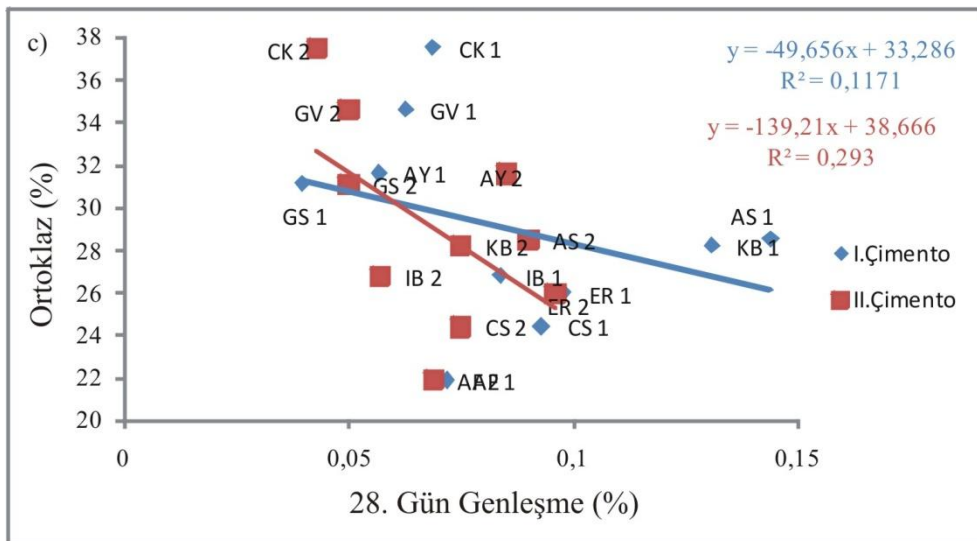 c)
Ortoklaz (%)
38
36
34
32
30
28
26
24
22
20
0
0,05
0,1
0,15
28. Gün Genleşme (%)
y = -49,656x + 33,286
R² = 0,1171
y = -139,21x + 38,666
R² = 0,293
CK 2
CK 1
GV 2
GV 1
AY 1
AY 2
GS 2
GS 1
AS 1
KB 1
KB 2
AS 2
IB 2
IB 1
ER 1
ER 2
CS 2
CS 1
I.Çimento
II.Çimento